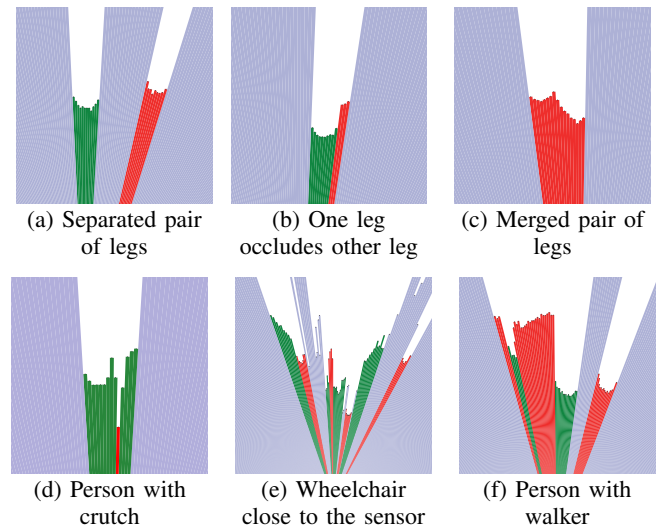 (a) Separated pair
of legs
(b) One leg
occludes other leg
(c) Merged pair of
legs
(d) Person with
crutch
(e) Wheelchair
close to the sensor
(f) Person with
walker